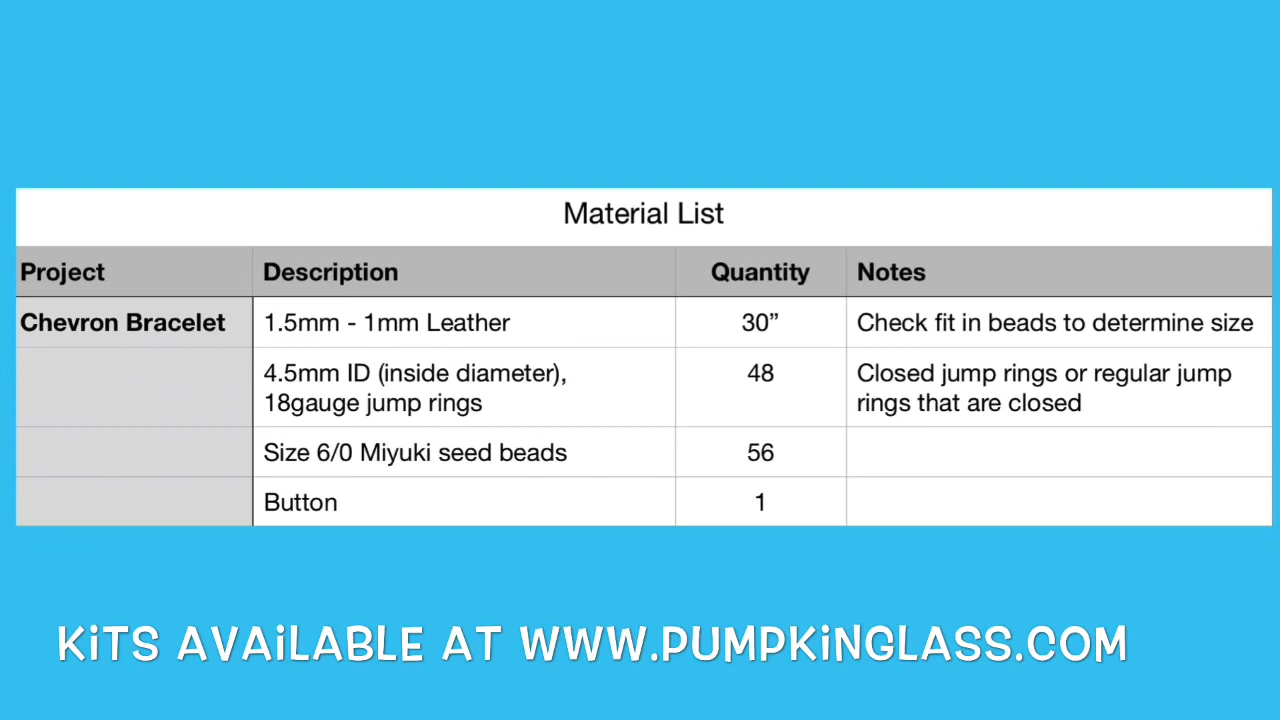 Material List
Project Description Quantity Notes
Chevron Bracelet 1.5mm - 1mm Leather 30” Check fit in beads to determine size
4.5mm ID (inside diameter), 48 Closed jump rings or regular jump
18gauge jump rings rings that are closed
Size 6/0 Miyuki seed beads 56
Button 1
KiTS AVAiLABLE AT WWW.PUMPKiNGLASS.COM